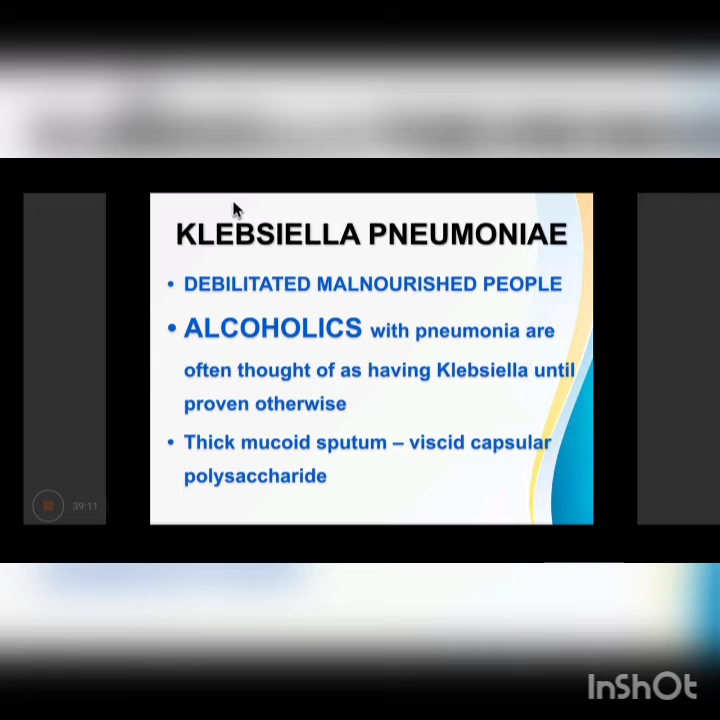 KLEBSIELLA PNEUMONIAE
• DEBILITATED MALNOURISHED PEOPLE
• ALCOHOLICS with pneumonia are
often thought of as having Klebsiella until
proven otherwise
• Thick mucoid sputum – viscid capsular
polysaccharide
39:11
InShOt